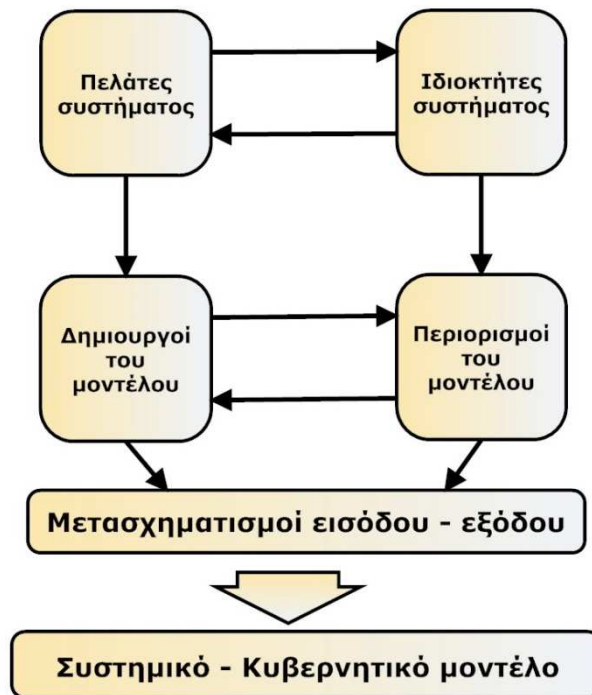 Πελάτες
συστήματος
Ιδιοκτήτες
συστήματος
Δημιουργοί
του
μοντέλου
Περιορισμοί
του
μοντέλου
Μετασχηματισμοί εισόδου - εξόδου
Συστημικό - Κυβερνητικό μοντέλο